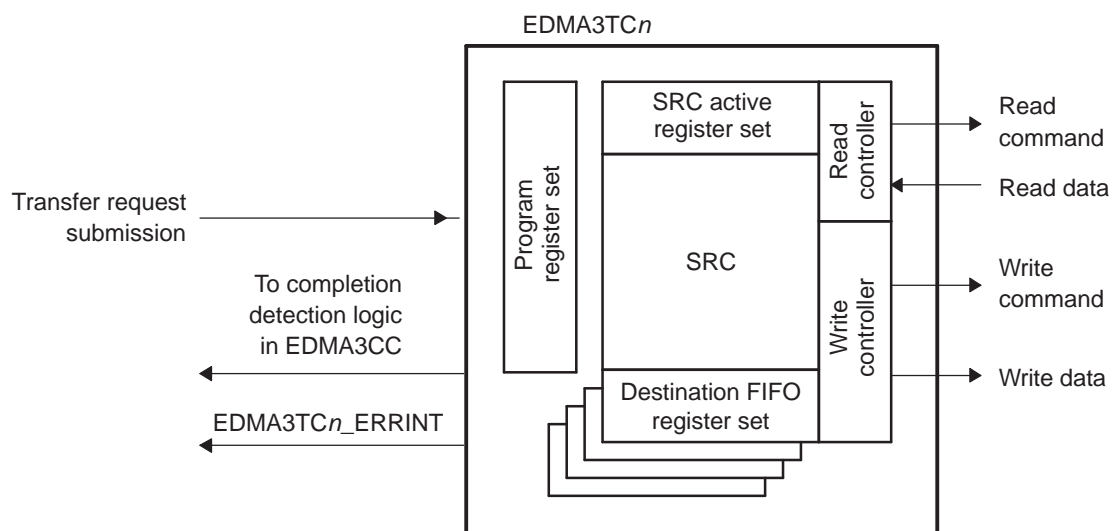 EDMA3TCn
SRC active
register set
Read
controller
Read
command
Read data
Transfer request
submission
Program
register set
SRC
Write
controller
Write
command
Write data
To completion
detection logic
in EDMA3CC
Destination FIFO
register set
EDMA3TCn_ERRINT